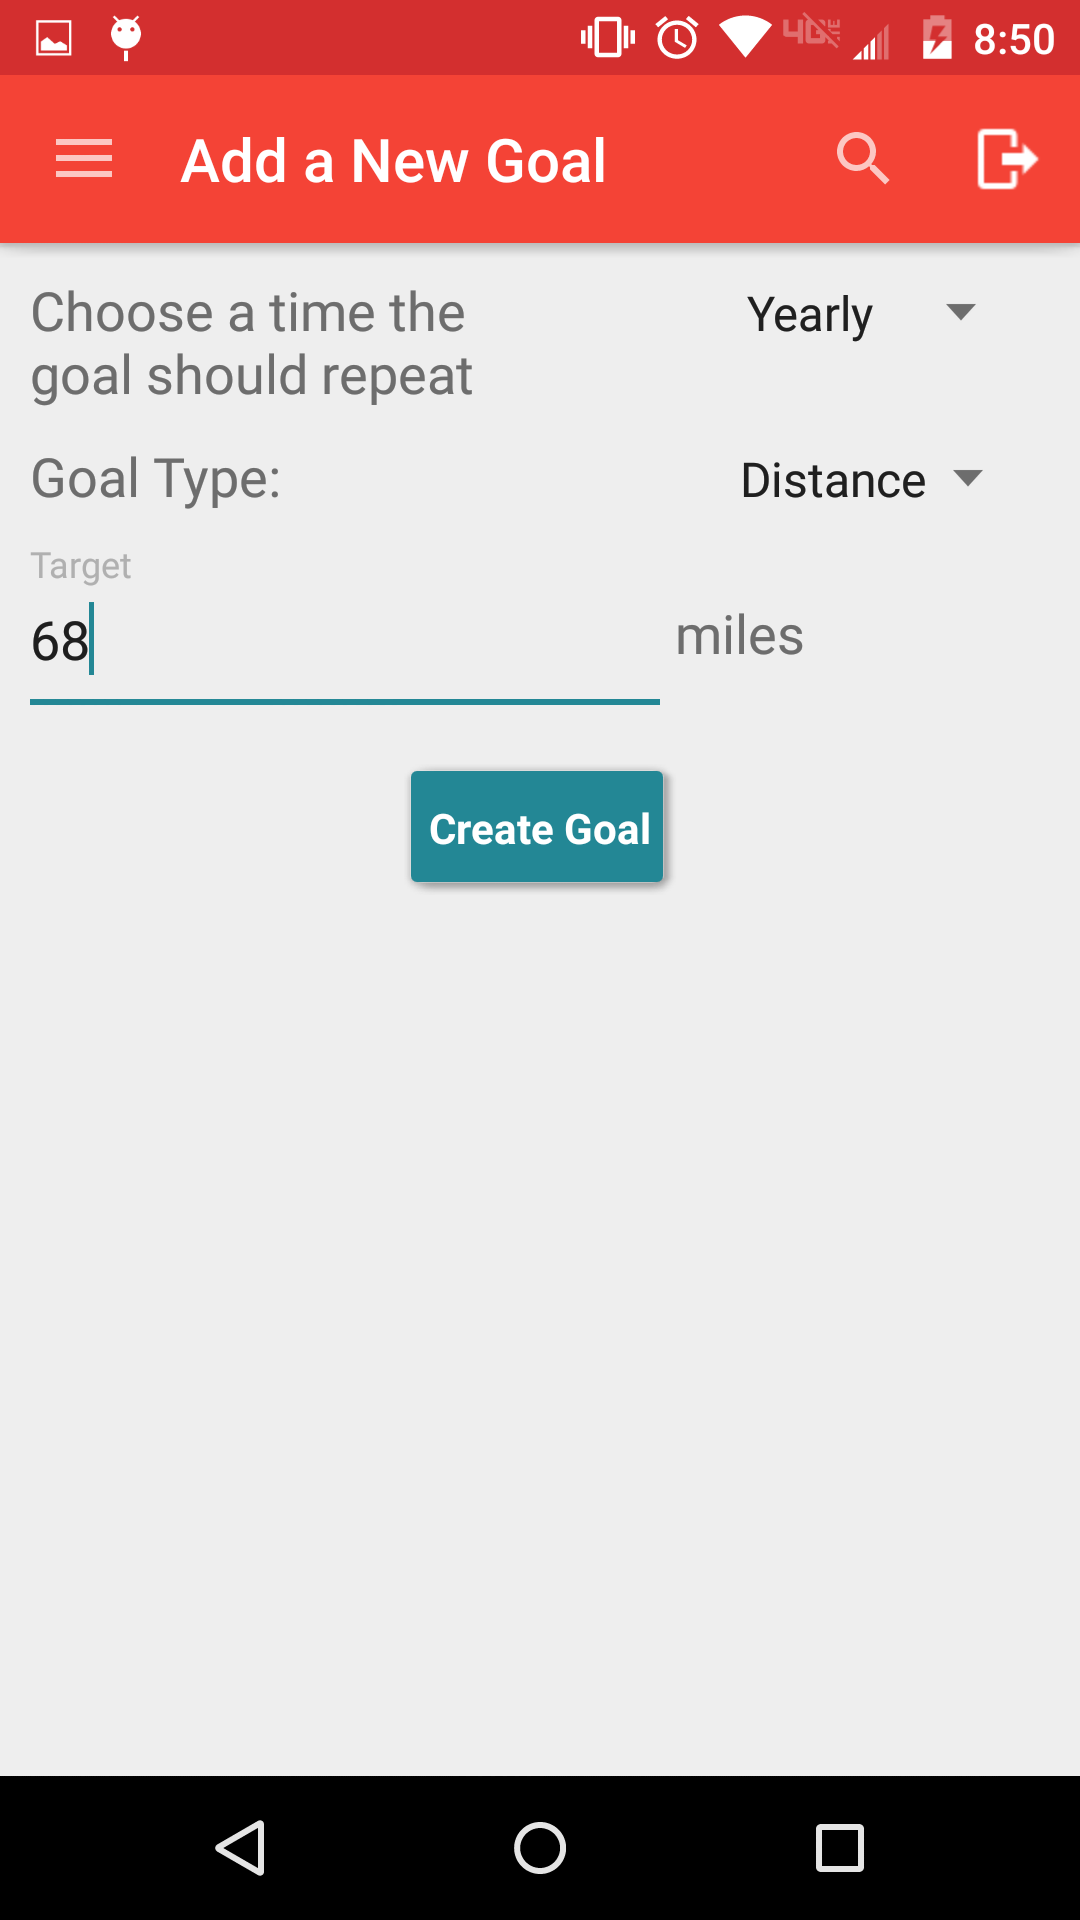 4G LTE 8:50
Add a New Goal
Choose a time the
goal should repeat
Yearly
Goal Type:
Distance
Target
68
miles
Create Goal